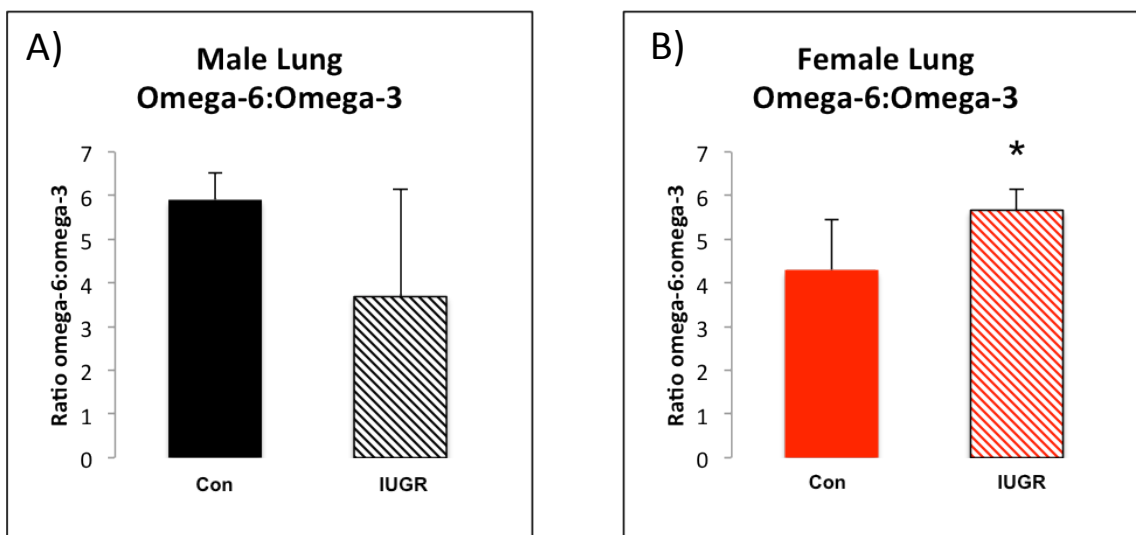 A)
Male Lung
Omega-6:Omega-3
Ratio omega-6:omega-3
7
6
5
4
3
2
1
0
Con
IUGR
B)
Female Lung
Omega-6:Omega-3
Ratio omega-6:omega-3
7
6
5
4
3
2
1
0
*
Con
IUGR